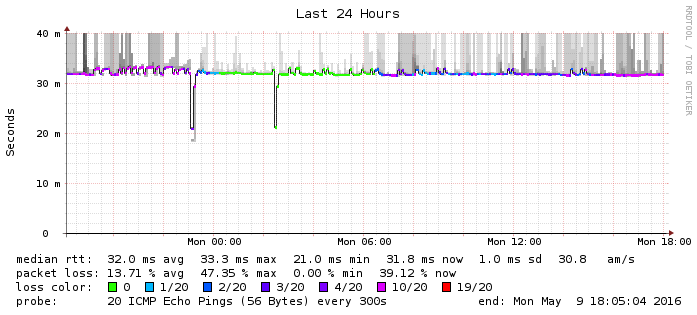 Last 24 Hours
RRDTOOL / TOBI OETIKER
40 m
30 m
20 m
10 m
0
Seconds
Mon 00:00 Mon 06:00 Mon 12:00 Mon 18:00
median rtt: 32.0 ms avg 33.3 ms max 21.0 ms min 31.8 ms now 1.0 ms sd 30.8 am/s
packet loss: 13.71 % avg 47.35 % max 0.00 % min 39.12 % now
loss color: 0 1/20 2/20 3/20 4/20 10/20 19/20
probe: 20 ICMP Echo Pings (56 Bytes) every 300s end: Mon May 9 18:05:04 2016